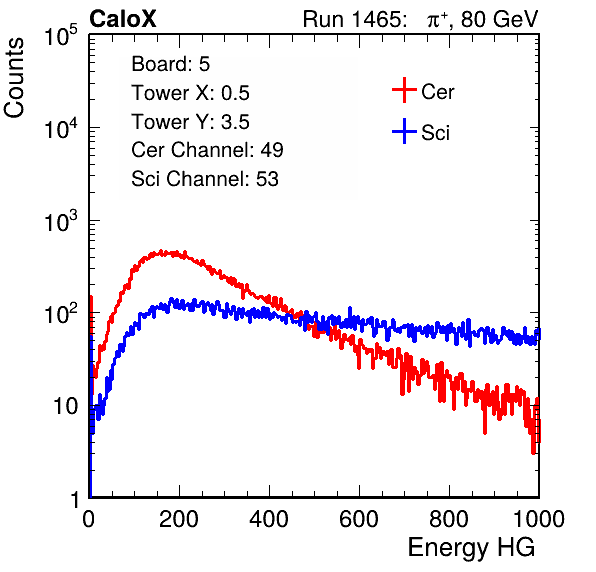 CaloX Run 1465: π⁺, 80 GeV
Counts
10⁵
10⁴
10³
10²
10
1
Board: 5
Tower X: 0.5
Tower Y: 3.5
Cer Channel: 49
Sci Channel: 53
Cer
Sci
0 200 400 600 800 1000
Energy HG